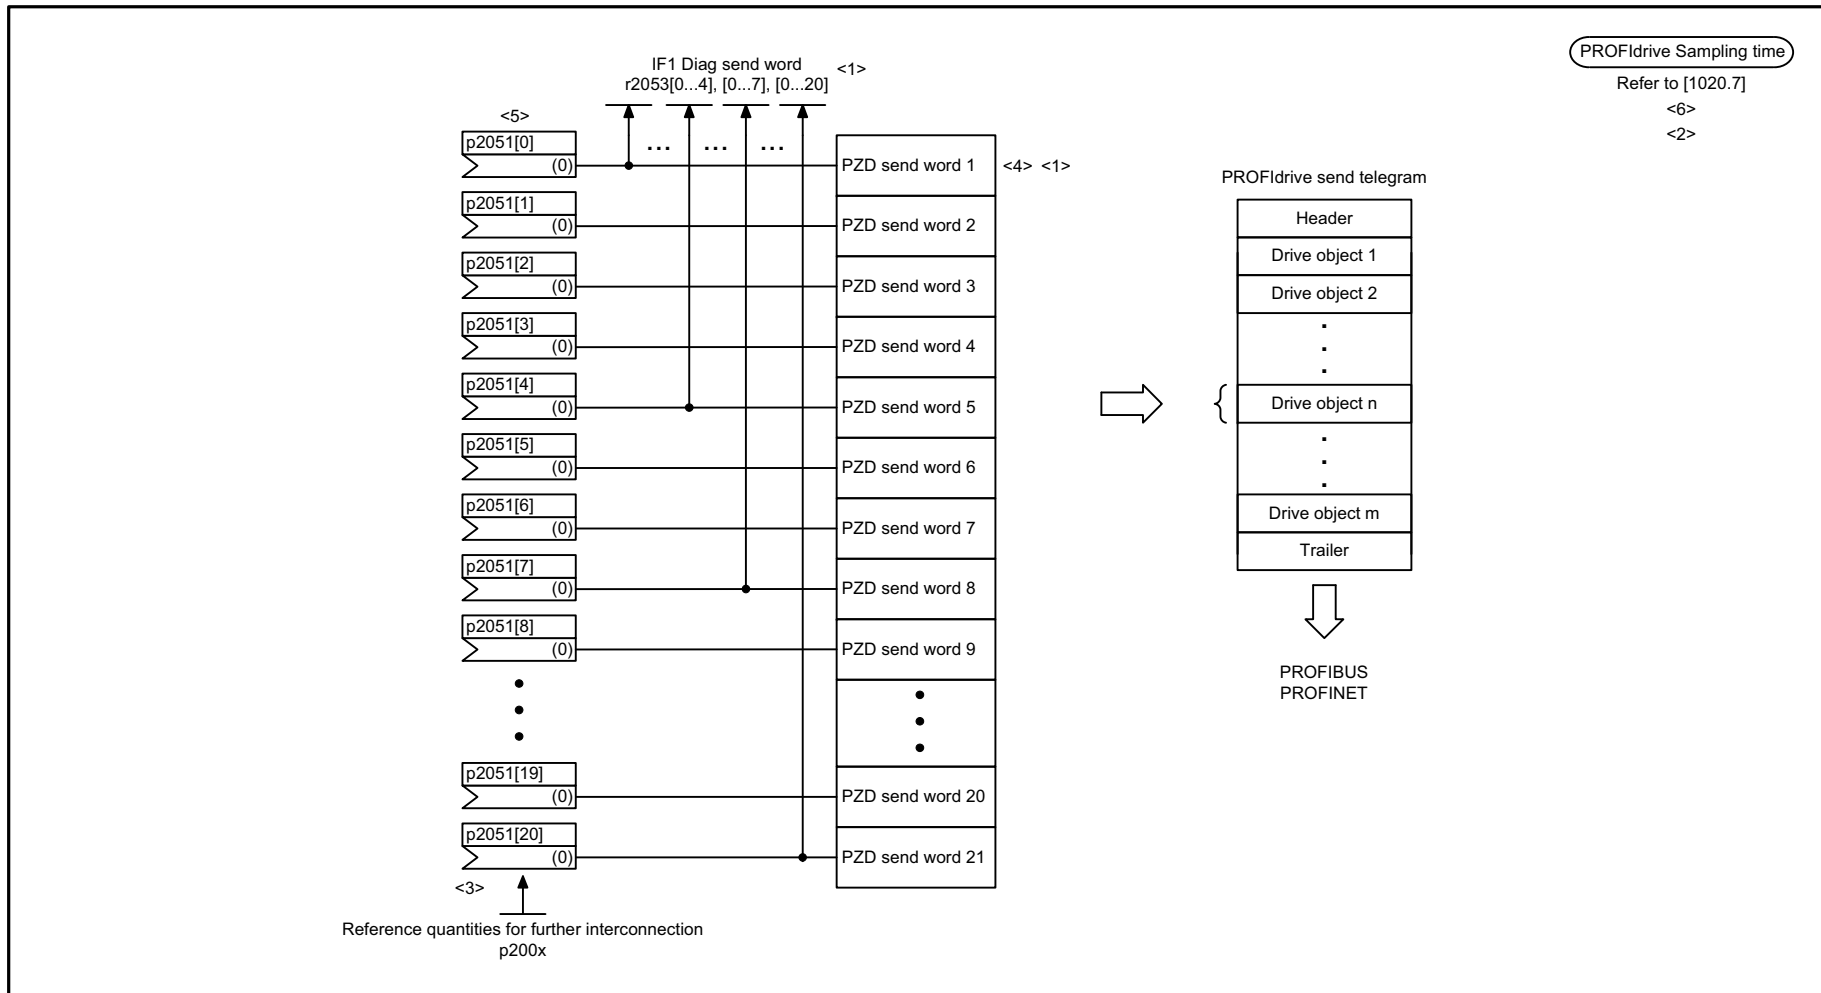 IF1 Diag send word
r2053[0...4], [0...7], [0...20]
<1>
PROFIdrive Sampling time
Refer to [1020.7]
<6>
<2>
<5>
... ... ...
p2051[0]
(0)
PZD send word 1
<4> <1>
p2051[1]
(0)
PZD send word 2
p2051[2]
(0)
PZD send word 3
p2051[3]
(0)
PZD send word 4
p2051[4]
(0)
PZD send word 5
p2051[5]
(0)
PZD send word 6
p2051[6]
(0)
PZD send word 7
p2051[7]
(0)
PZD send word 8
p2051[8]
(0)
PZD send word 9
p2051[19]
(0)
PZD send word 20
p2051[20]
(0)
PZD send word 21
<3>
Reference quantities for further interconnection
p200x
PROFIdrive send telegram
Header
Drive object 1
Drive object 2
Drive object n
Drive object m
Trailer
PROFIBUS
PROFINET